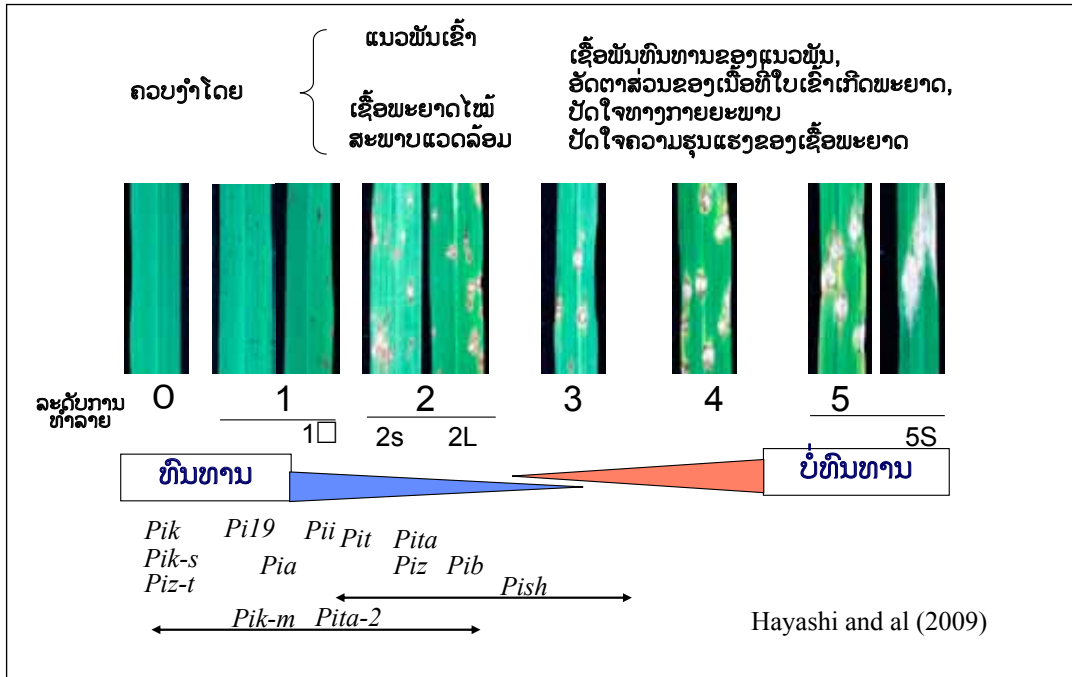 ແນວພັນເຂົ້າ
ຄວບງຳໂດຍ
ເຊື້ອພະຍາດໄໝ້
ສະພາບແວດລ້ອມ
ເຊື້ອພັນທົນທານຂອງແນວພັນ,
ອັດຕາສ່ວນຂອງເນື້ອທີ່ໃບເຂົ້າເກີດພະຍາດ,
ປັດໃຈທາງກາຍຍະພາບ
ປັດໃຈຄວາມຮຸນແຮງຂອງເຊື້ອພະຍາດ
ລະດັບການ
ທຳລາຍ
0 1 2 3 4 5
1□ 2s 2L 5S
ທົນທານ ບໍ່ທົນທານ
Pik Pi19 Pii Pit Pita
Pik-s Pia Piz Pib
Piz-t Pish
Pik-m Pita-2
Hayashi and al (2009)